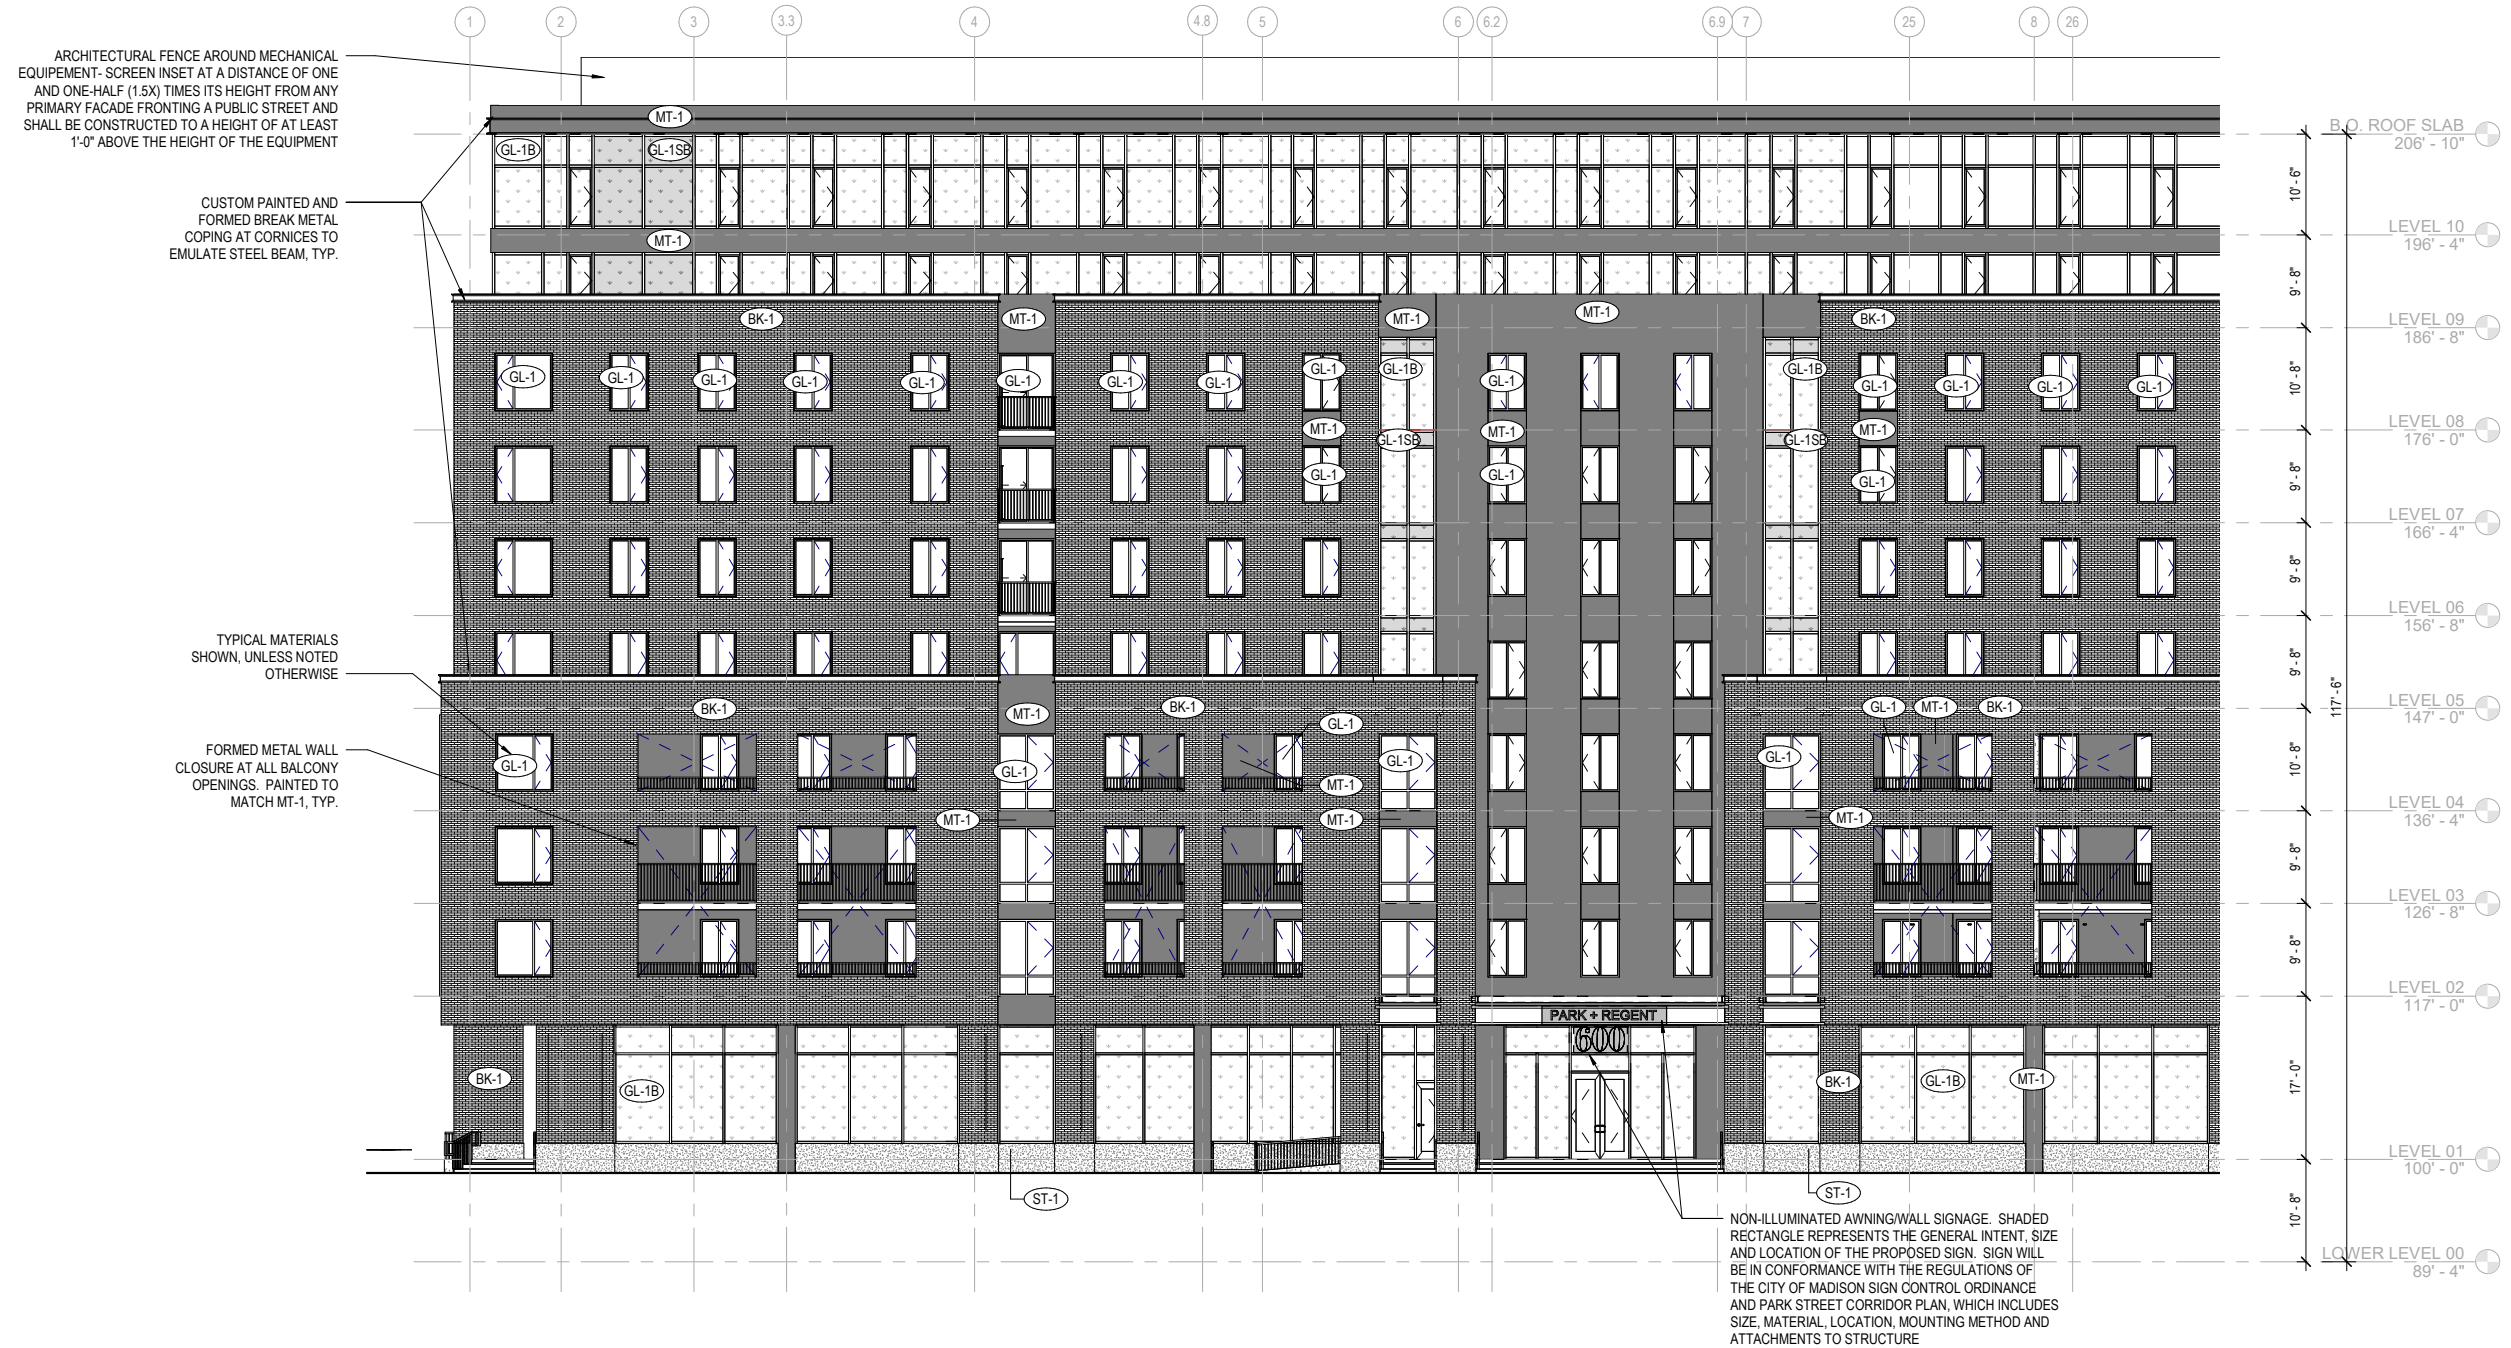 1 2 3 3.3 4 4.8 5 6 6.2 6.9 7 25 8 26
ARCHITECTURAL FENCE AROUND MECHANICAL
EQUIPEMENT- SCREEN INSET AT A DISTANCE OF ONE
AND ONE-HALF (1.5X) TIMES ITS HEIGHT FROM ANY
PRIMARY FACADE FRONTING A PUBLIC STREET AND
SHALL BE CONSTRUCTED TO A HEIGHT OF AT LEAST
1'-0" ABOVE THE HEIGHT OF THE EQUIPMENT
CUSTOM PAINTED AND
FORMED BREAK METAL
COPING AT CORNICES TO
EMULATE STEEL BEAM, TYP.
TYPICAL MATERIALS
SHOWN, UNLESS NOTED
OTHERWISE
FORMED METAL WALL
CLOSURE AT ALL BALCONY
OPENINGS. PAINTED TO
MATCH MT-1, TYP.
MT-1
GL-1B GL-1SB
MT-1
BK-1 MT-1 MT-1 MT-1 BK-1
GL-1 GL-1 GL-1 GL-1 GL-1 GL-1 GL-1 GL-1 GL-1 GL-1B GL-1 GL-1B GL-1 GL-1 GL-1 GL-1
MT-1 GL-1SB MT-1 GL-1SB MT-1
GL-1 GL-1 GL-1
BK-1 MT-1 BK-1 GL-1 GL-1 MT-1 BK-1
GL-1 GL-1 MT-1 GL-1 GL-1
MT-1 MT-1 MT-1
PARK + REGENT
600
BK-1 GL-1B BK-1 GL-1B MT-1
ST-1 ST-1
NON-ILLUMINATED AWNING/WALL SIGNAGE. SHADED
RECTANGLE REPRESENTS THE GENERAL INTENT, SIZE
AND LOCATION OF THE PROPOSED SIGN. SIGN WILL
BE IN CONFORMANCE WITH THE REGULATIONS OF
THE CITY OF MADISON SIGN CONTROL ORDINANCE
AND PARK STREET CORRIDOR PLAN, WHICH INCLUDES
SIZE, MATERIAL, LOCATION, MOUNTING METHOD AND
ATTACHMENTS TO STRUCTURE
B.O. ROOF SLAB
206' - 10"
10' - 6"
LEVEL 10
196' - 4"
9' - 8"
LEVEL 09
186' - 8"
10' - 8"
LEVEL 08
176' - 0"
9' - 8"
LEVEL 07
166' - 4"
9' - 8"
LEVEL 06
156' - 8"
9' - 8"
117' - 6"
LEVEL 05
147' - 0"
10' - 8"
LEVEL 04
136' - 4"
9' - 8"
LEVEL 03
126' - 8"
9' - 8"
LEVEL 02
117' - 0"
17' - 0"
LEVEL 01
100' - 0"
10' - 8"
LOWER LEVEL 00
89' - 4"